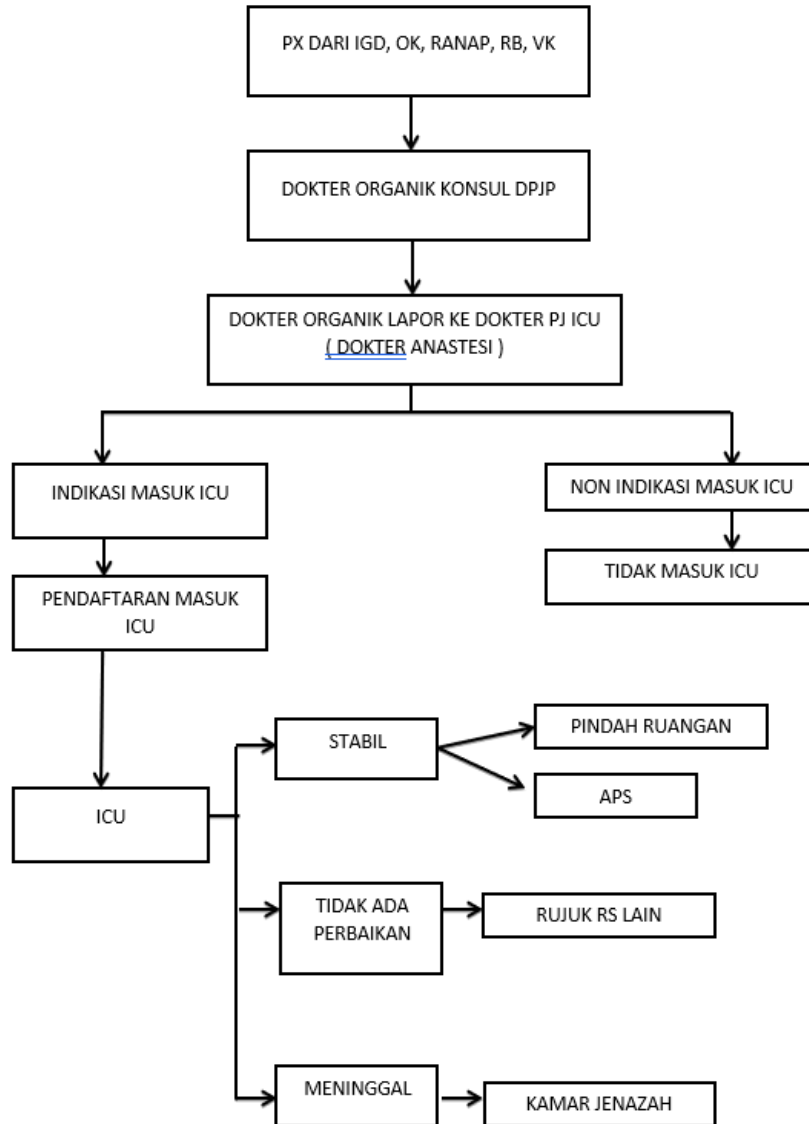 PX DARI IGD, OK, RANAP, RB, VK
DOKTER ORGANIK KONSUL DPJP
DOKTER ORGANIK LAPOR KE DOKTER PJ ICU
( DOKTER ANASTESI )
INDIKASI MASUK ICU
NON INDIKASI MASUK ICU
PENDAFTARAN MASUK
ICU
TIDAK MASUK ICU
STABIL
PINDAH RUANGAN
APS
ICU
TIDAK ADA
PERBAIKAN
RUJUK RS LAIN
MENINGGAL
KAMAR JENAZAH